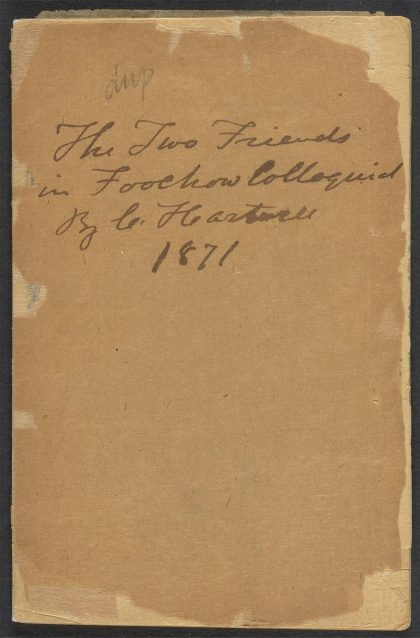 dup
The Two Friends
in Foochow Colloquial
By C. Hartwell
1871